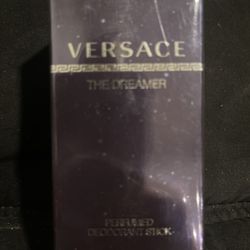 VERSACE
THE DREAMER
PERFUMED
DEODORANT STICK